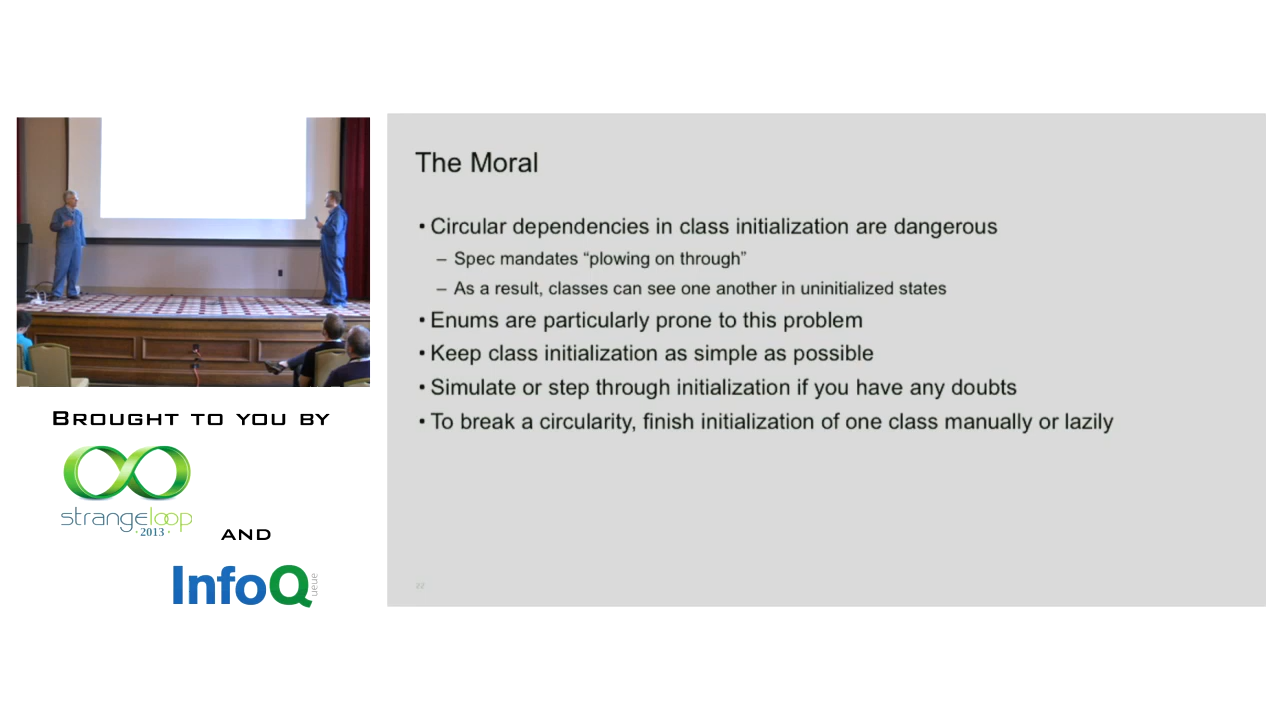 The Moral
• Circular dependencies in class initialization are dangerous
– Spec mandates “plowing on through”
– As a result, classes can see one another in uninitialized states
• Enums are particularly prone to this problem
• Keep class initialization as simple as possible
• Simulate or step through initialization if you have any doubts
• To break a circularity, finish initialization of one class manually or lazily
22
BROUGHT TO YOU BY
strangeloop
· 2013 ·
AND
InfoQ
ueue